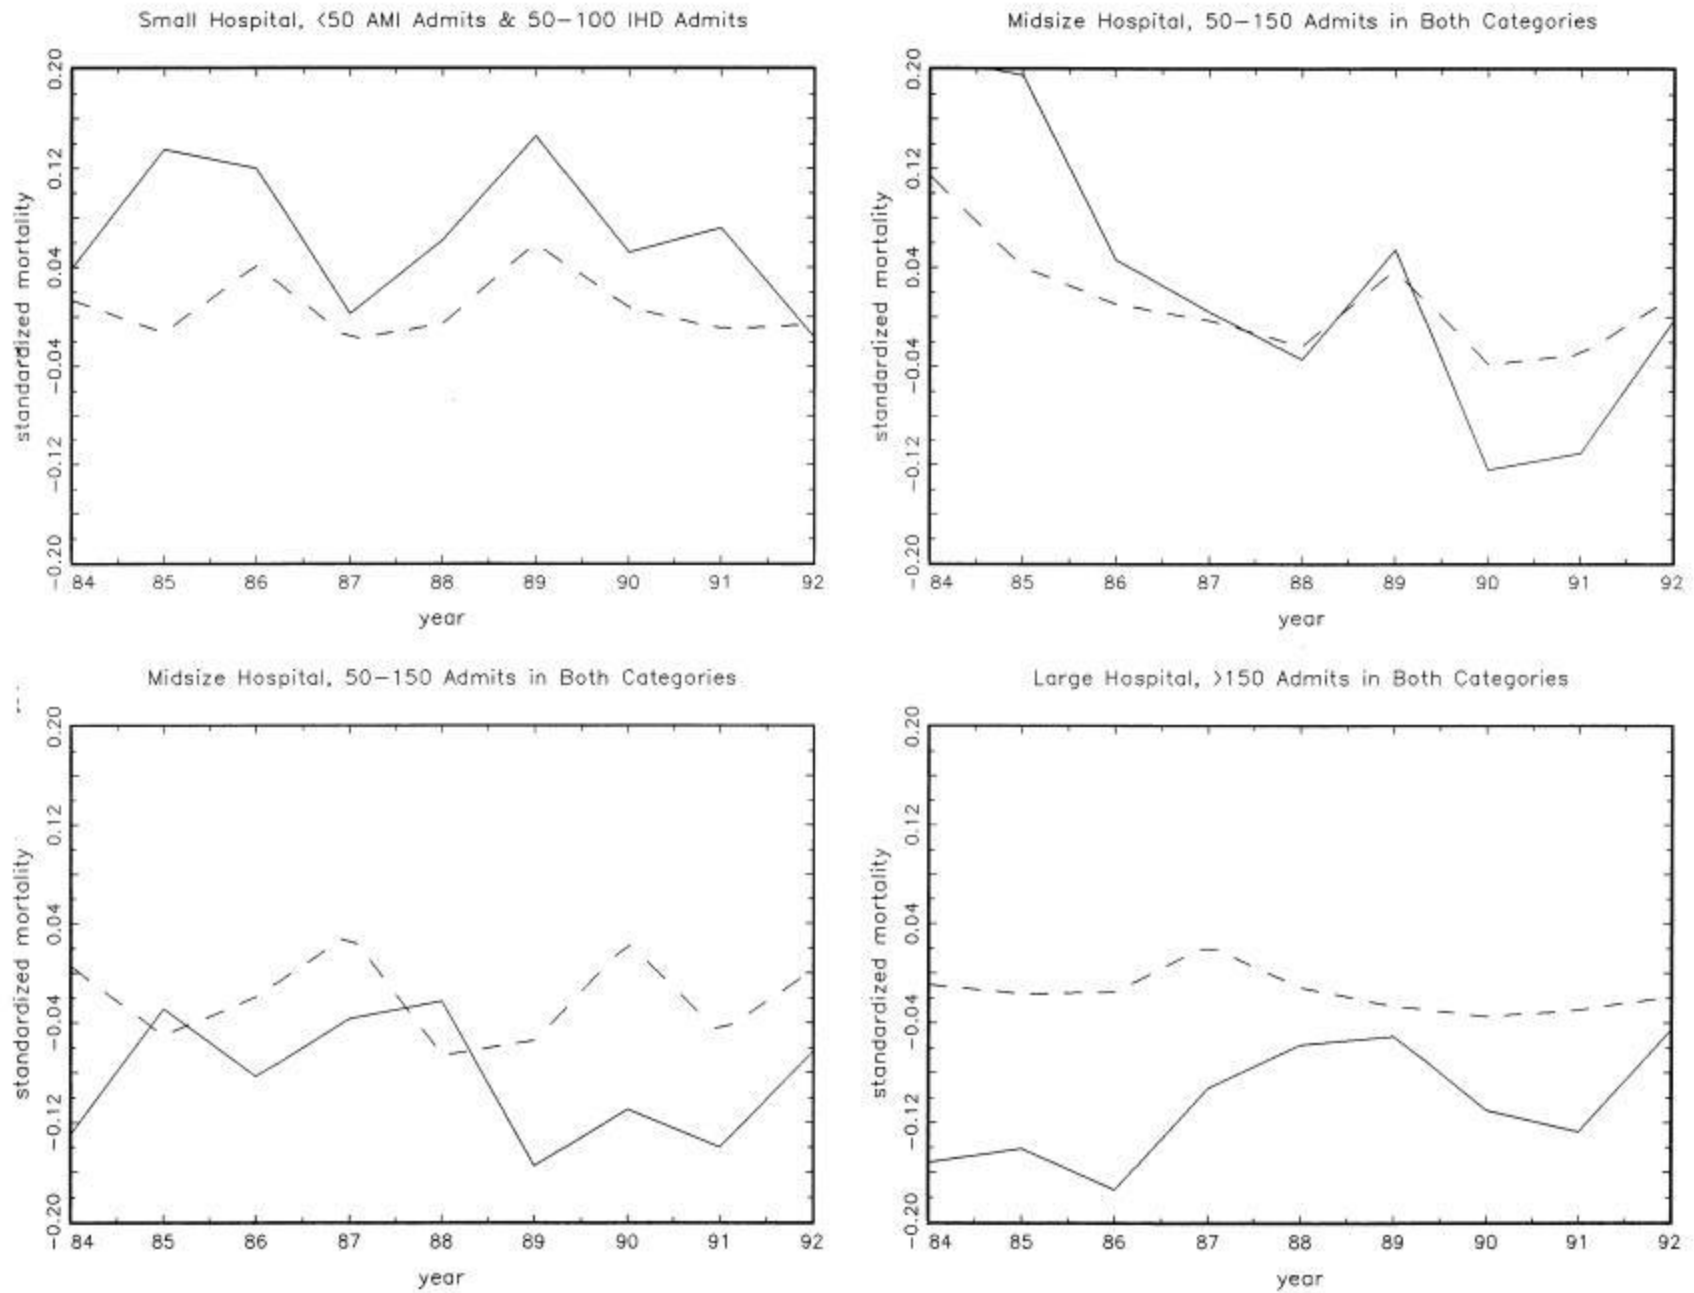 Small Hospital, <50 AMI Admits & 50-100 IHD Admits
standardized mortality
0.20
0.12
0.04
-0.04
-0.12
-0.20
84 85 86 87 88 89 90 91 92
year
Midsize Hospital, 50-150 Admits in Both Categories
standardized mortality
0.20
0.12
0.04
-0.04
-0.12
-0.20
84 85 86 87 88 89 90 91 92
year
Midsize Hospital, 50-150 Admits in Both Categories
standardized mortality
0.20
0.12
0.04
-0.04
-0.12
-0.20
84 85 86 87 88 89 90 91 92
year
Large Hospital, >150 Admits in Both Categories
standardized mortality
0.20
0.12
0.04
-0.04
-0.12
-0.20
84 85 86 87 88 89 90 91 92
year